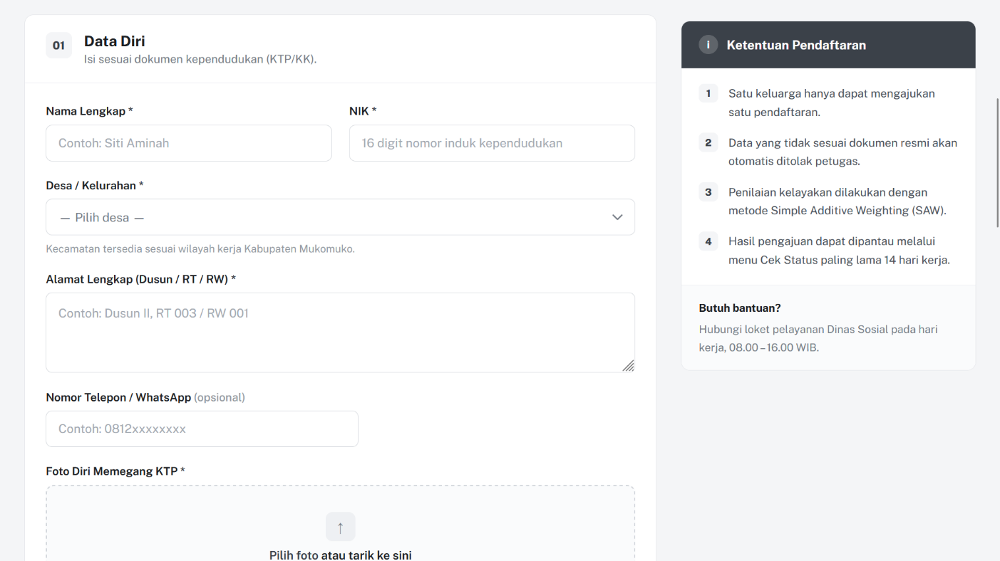 01
Data Diri
Isi sesuai dokumen kependudukan (KTP/KK).
Nama Lengkap *
Contoh: Siti Aminah
NIK *
16 digit nomor induk kependudukan
Desa / Kelurahan *
— Pilih desa —
Kecamatan tersedia sesuai wilayah kerja Kabupaten Mukomuko.
Alamat Lengkap (Dusun / RT / RW) *
Contoh: Dusun II, RT 003 / RW 001
Nomor Telepon / WhatsApp (opsional)
Contoh: 0812xxxxxxxx
Foto Diri Memegang KTP *
↑
Pilih foto atau tarik ke sini
i
Ketentuan Pendaftaran
1
Satu keluarga hanya dapat mengajukan
satu pendaftaran.
2
Data yang tidak sesuai dokumen resmi akan
otomatis ditolak petugas.
3
Penilaian kelayakan dilakukan dengan
metode Simple Additive Weighting (SAW).
4
Hasil pengajuan dapat dipantau melalui
menu Cek Status paling lama 14 hari kerja.
Butuh bantuan?
Hubungi loket pelayanan Dinas Sosial pada hari
kerja, 08.00–16.00 WIB.